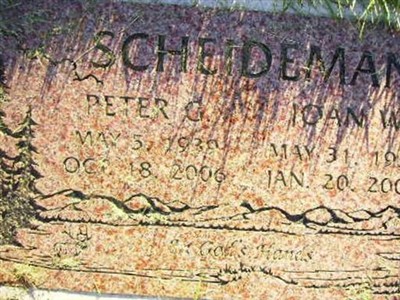 SCHEIDEMAN
PETER G. JOAN W
MAY 5, 1930 MAY 31, 19
OCT. 18, 2006 JAN. 20, 200
In God's Hands